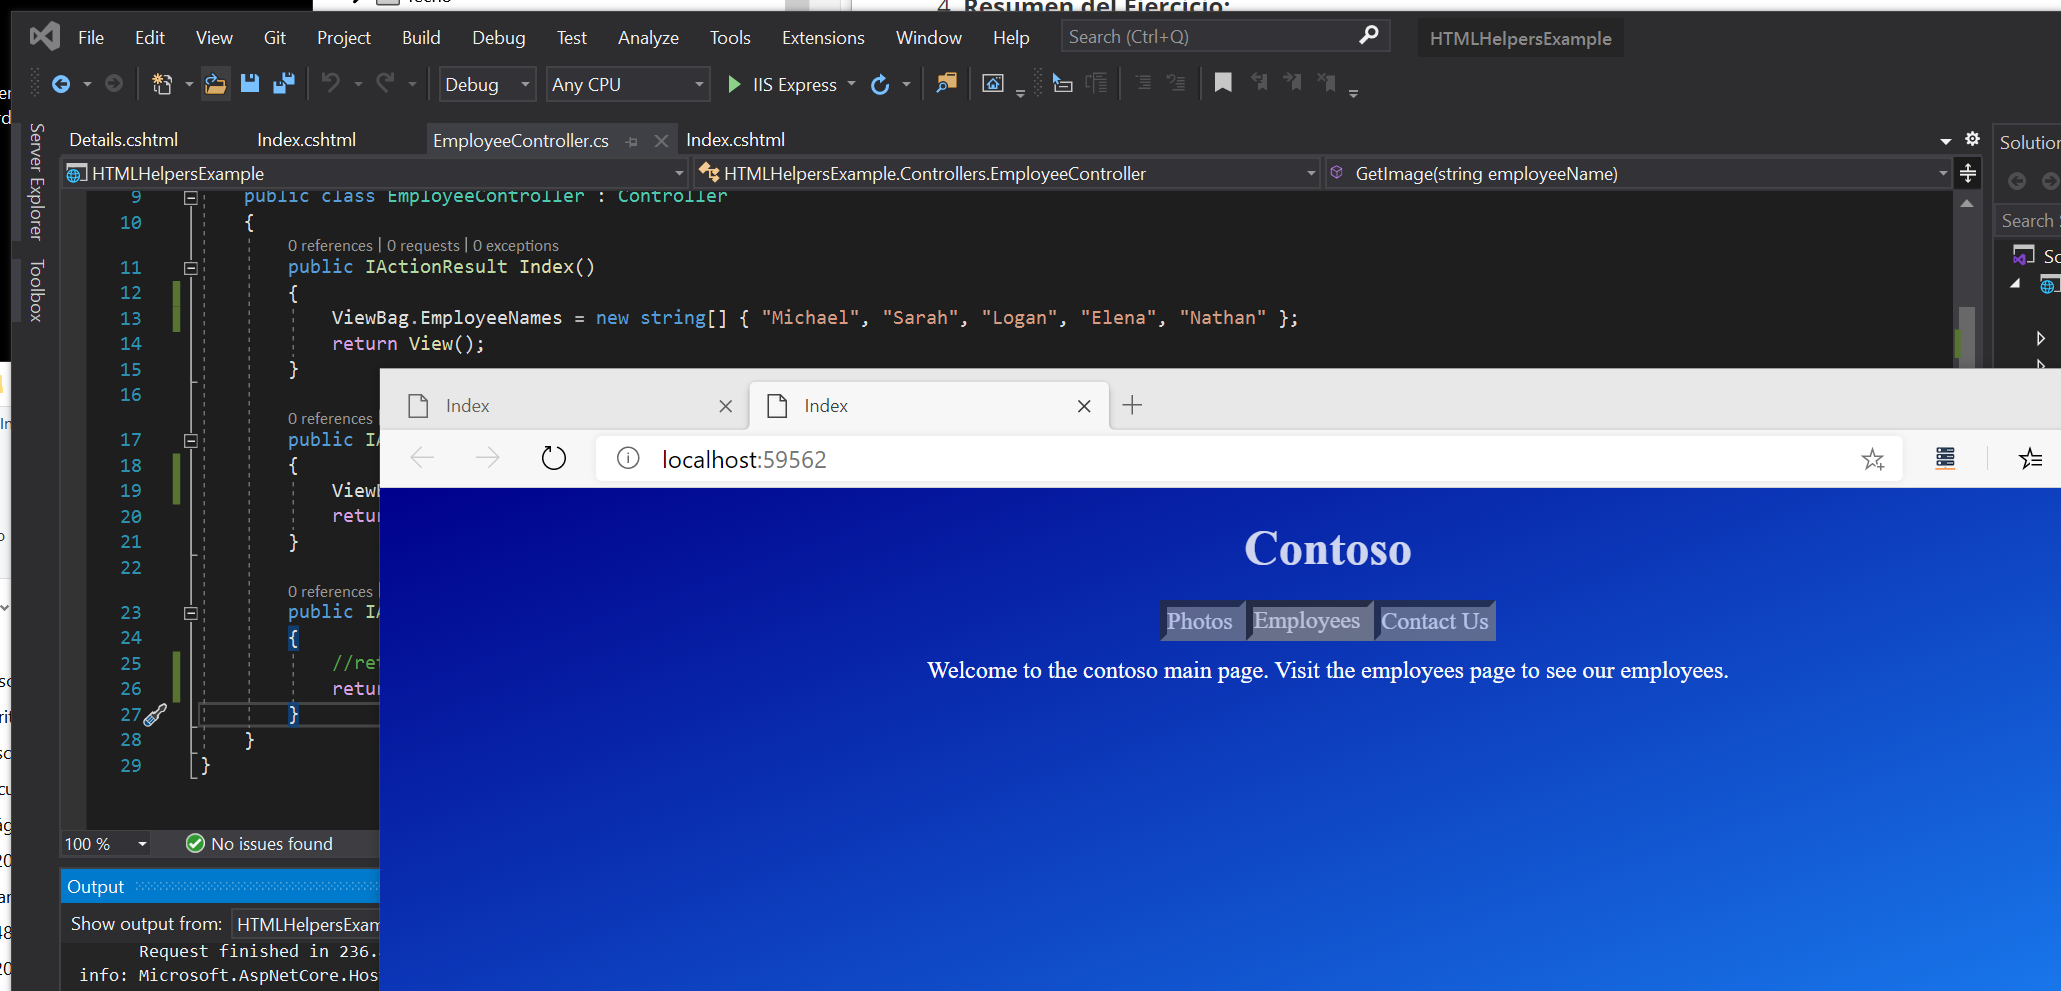 4. Resumen del Ejercicio:
File Edit View Git Project Build Debug Test Analyze Tools Extensions Window Help Search (Ctrl+Q) HTMLHelpersExample
Debug Any CPU IIS Express
Server Explorer
Toolbox
Details.cshtml Index.cshtml EmployeeController.cs Index.cshtml
HTMLHelpersExample HTMLHelpersExample.Controllers.EmployeeController GetImage(string employeeName)
9 public class EmployeeController : Controller
10 {
0 references | 0 requests | 0 exceptions
11 public IActionResult Index()
12 {
13 ViewBag.EmployeeNames = new string[] { "Michael", "Sarah", "Logan", "Elena", "Nathan" };
14 return View();
15 }
16
0 references
17 public
18 {
19
20
21 }
22
0 references
23 public
24 {
25
26
27 }
28 }
29 }
100 % No issues found
Output
Show output from: HTMLHelpersExam
Request finished in 236.
info: Microsoft.AspNetCore.Hos
Index Index
localhost:59562
Contoso
Photos Employees Contact Us
Welcome to the contoso main page. Visit the employees page to see our employees.
Search